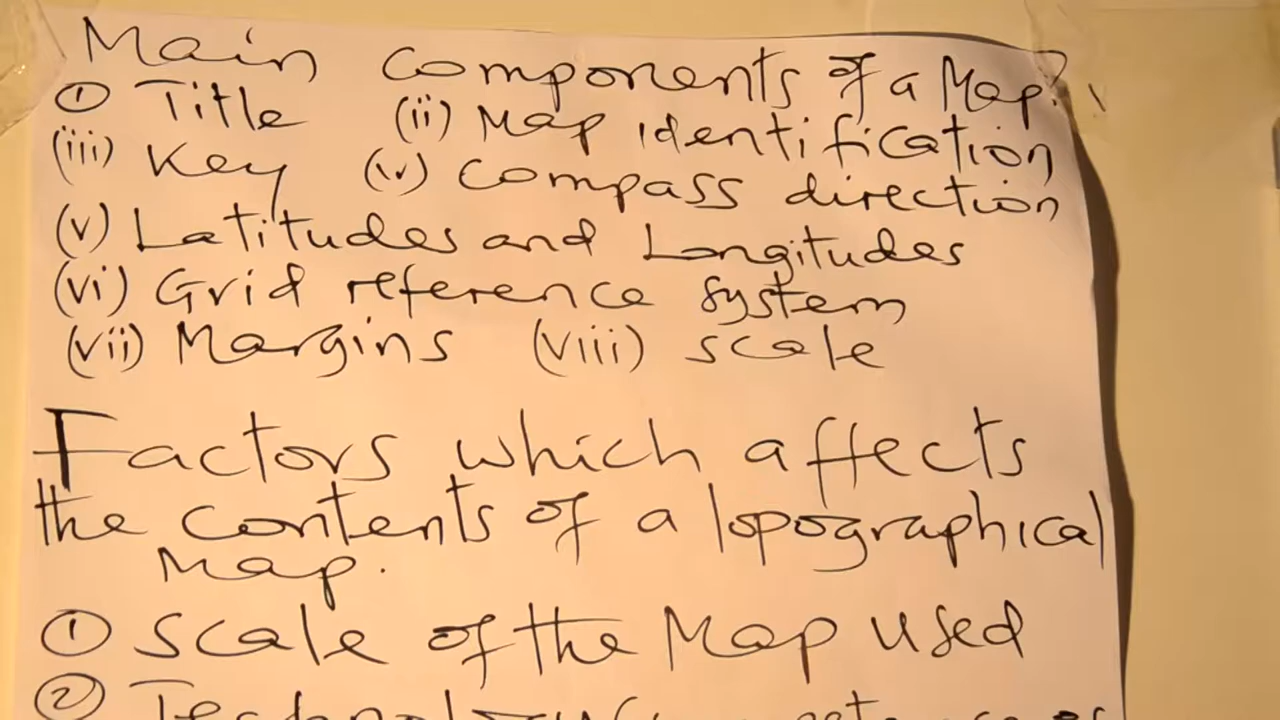 Main components of a Map?
① Title (ii) Map identification
(iii) Key (iv) compass direction
(v) Latitudes and Longitudes
(vi) Grid reference system
(vii) Margins (viii) scale
Factors which affects
the contents of a topographical
Map.
① Scale of the Map used
②